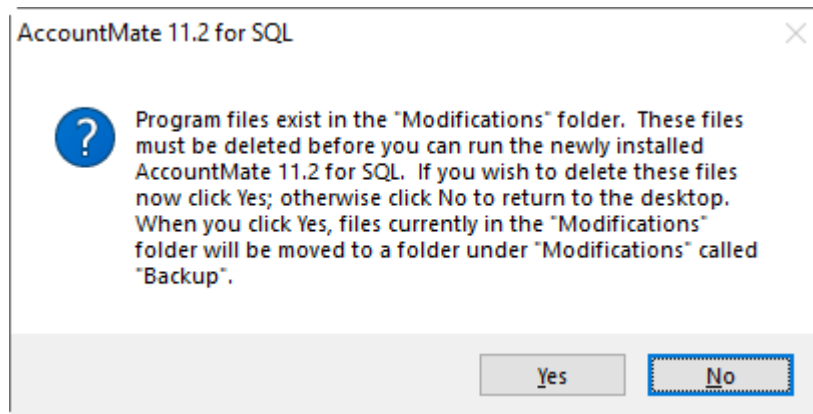 AccountMate 11.2 for SQL
Program files exist in the "Modifications" folder.  These files
must be deleted before you can run the newly installed
AccountMate 11.2 for SQL.  If you wish to delete these files
now click Yes; otherwise click No to return to the desktop.
When you click Yes, files currently in the "Modifications"
folder will be moved to a folder under "Modifications" called
"Backup".
Yes No